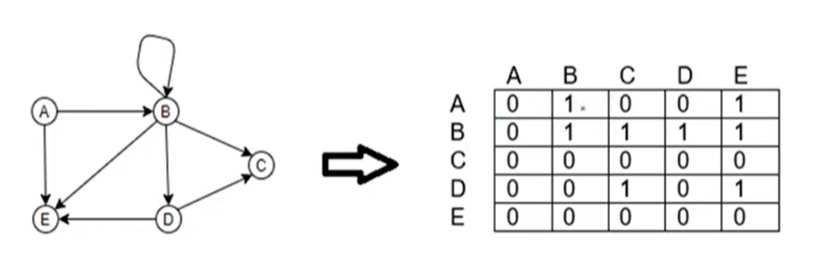 A B C E D
A B C D E
A 0 1 0 0 1
B 0 1 1 1 1
C 0 0 0 0 0
D 0 0 1 0 1
E 0 0 0 0 0